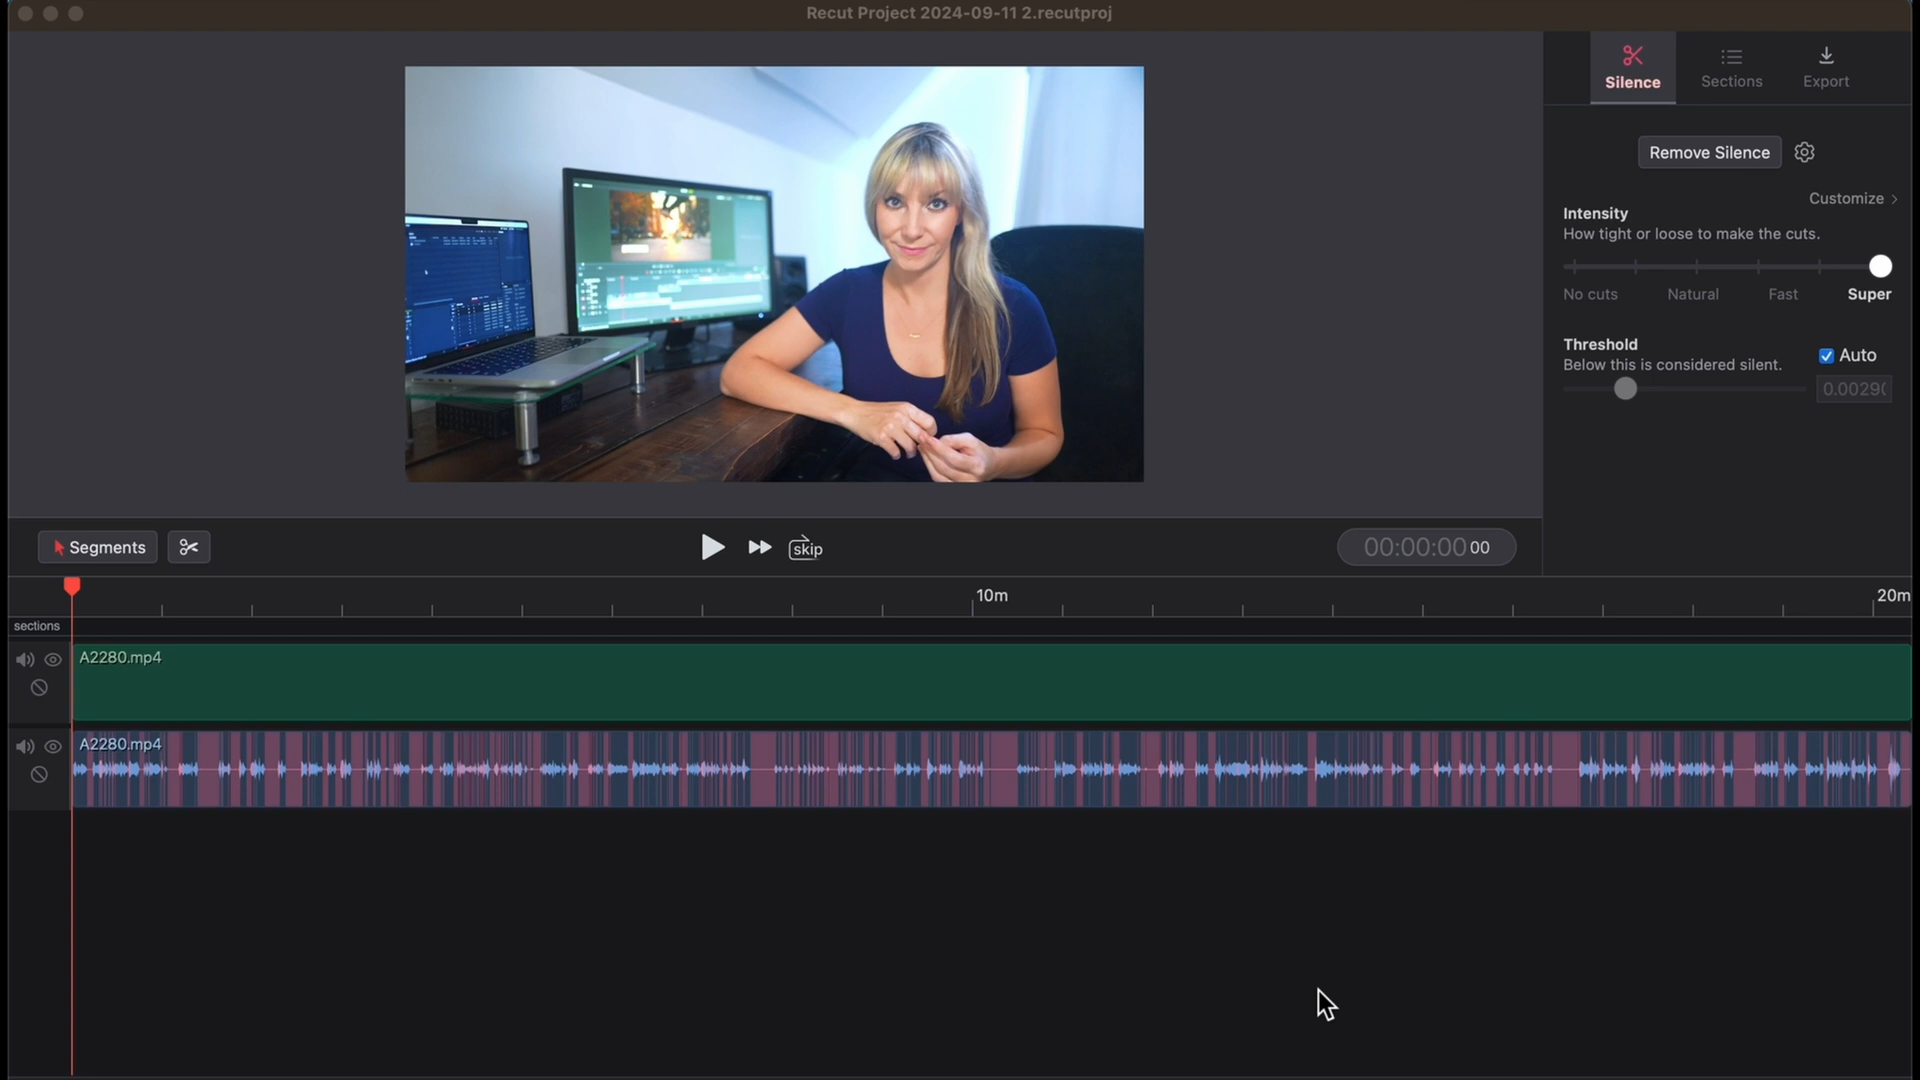 Recut Project 2024-09-11 2.recutproj
Silence
Sections
Export
Remove Silence
Customize
Intensity
How tight or loose to make the cuts.
No cuts
Natural
Fast
Super
Threshold
Below this is considered silent.
Auto
0.0029(
Segments
skip
00:00:00 00
10m
20m
sections
A2280.mp4
A2280.mp4